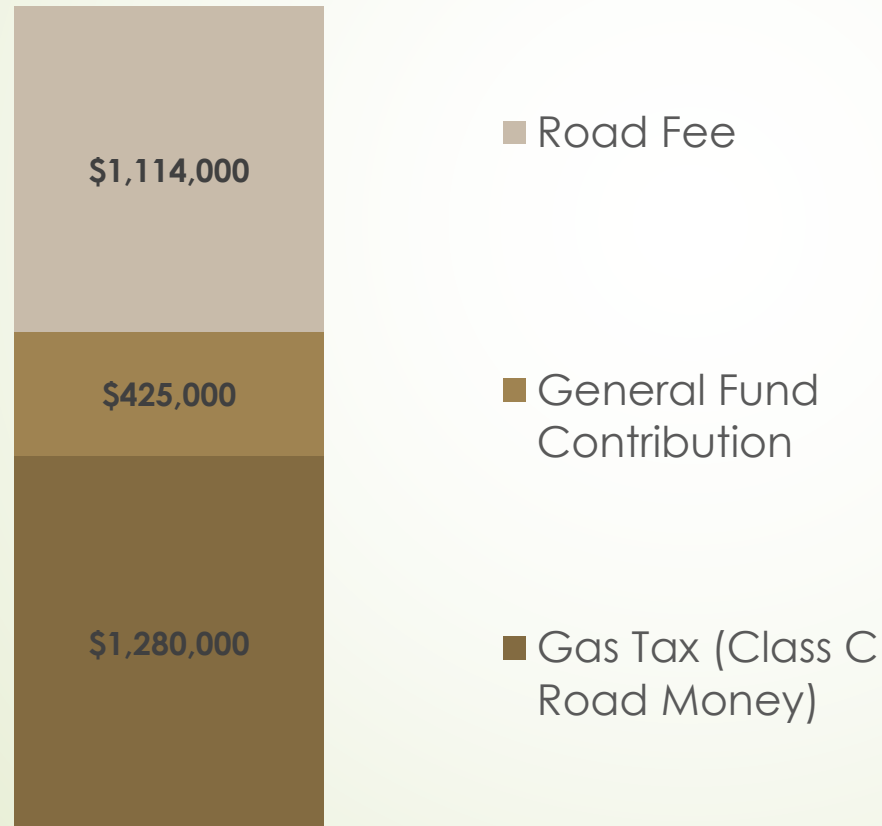 $1,114,000
$425,000
$1,280,000
Road Fee
General Fund
Contribution
Gas Tax (Class C
Road Money)